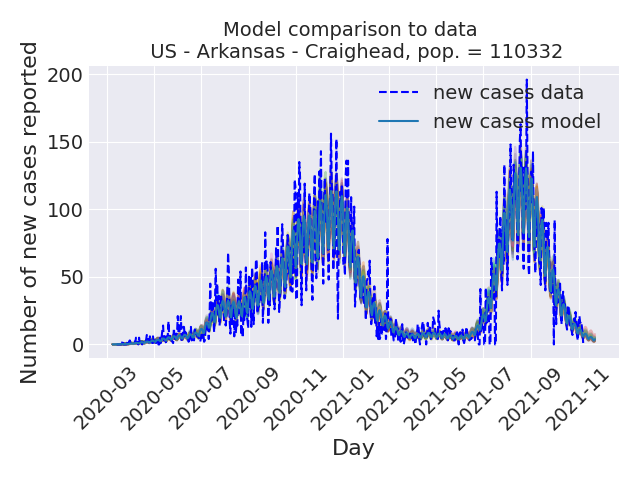 Model comparison to data
US - Arkansas - Craighead, pop. = 110332
new cases data
new cases model
Number of new cases reported
200
150
100
50
0
2020-03
2020-05
2020-07
2020-09
2020-11
2021-01
2021-03
2021-05
2021-07
2021-09
2021-11
Day